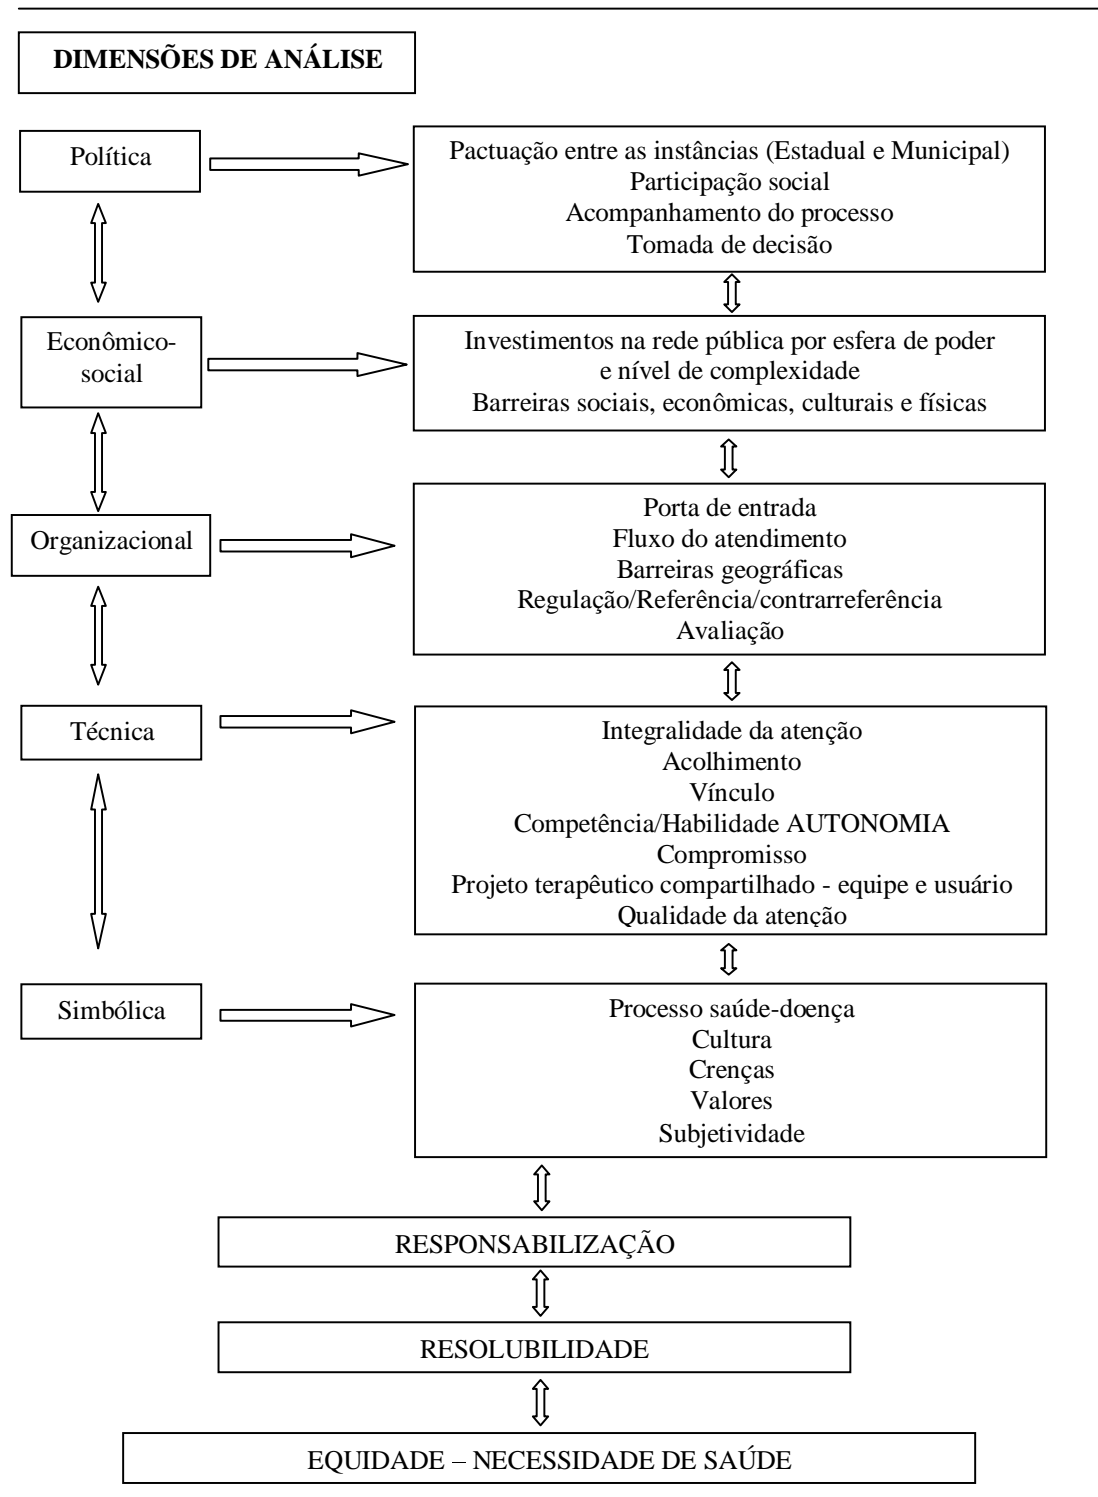 DIMENSÕES DE ANÁLISE
Política
Pactuação entre as instâncias (Estadual e Municipal)
Participação social
Acompanhamento do processo
Tomada de decisão
Econômico-
social
Investimentos na rede pública por esfera de poder
e nível de complexidade
Barreiras sociais, econômicas, culturais e físicas
Organizacional
Porta de entrada
Fluxo do atendimento
Barreiras geográficas
Regulação/Referência/contrarreferência
Avaliação
Técnica
Integralidade da atenção
Acolhimento
Vínculo
Competência/Habilidade AUTONOMIA
Compromisso
Projeto terapêutico compartilhado - equipe e usuário
Qualidade da atenção
Simbólica
Processo saúde-doença
Cultura
Crenças
Valores
Subjetividade
RESPONSABILIZAÇÃO
RESOLUBILIDADE
EQUIDADE – NECESSIDADE DE SAÚDE